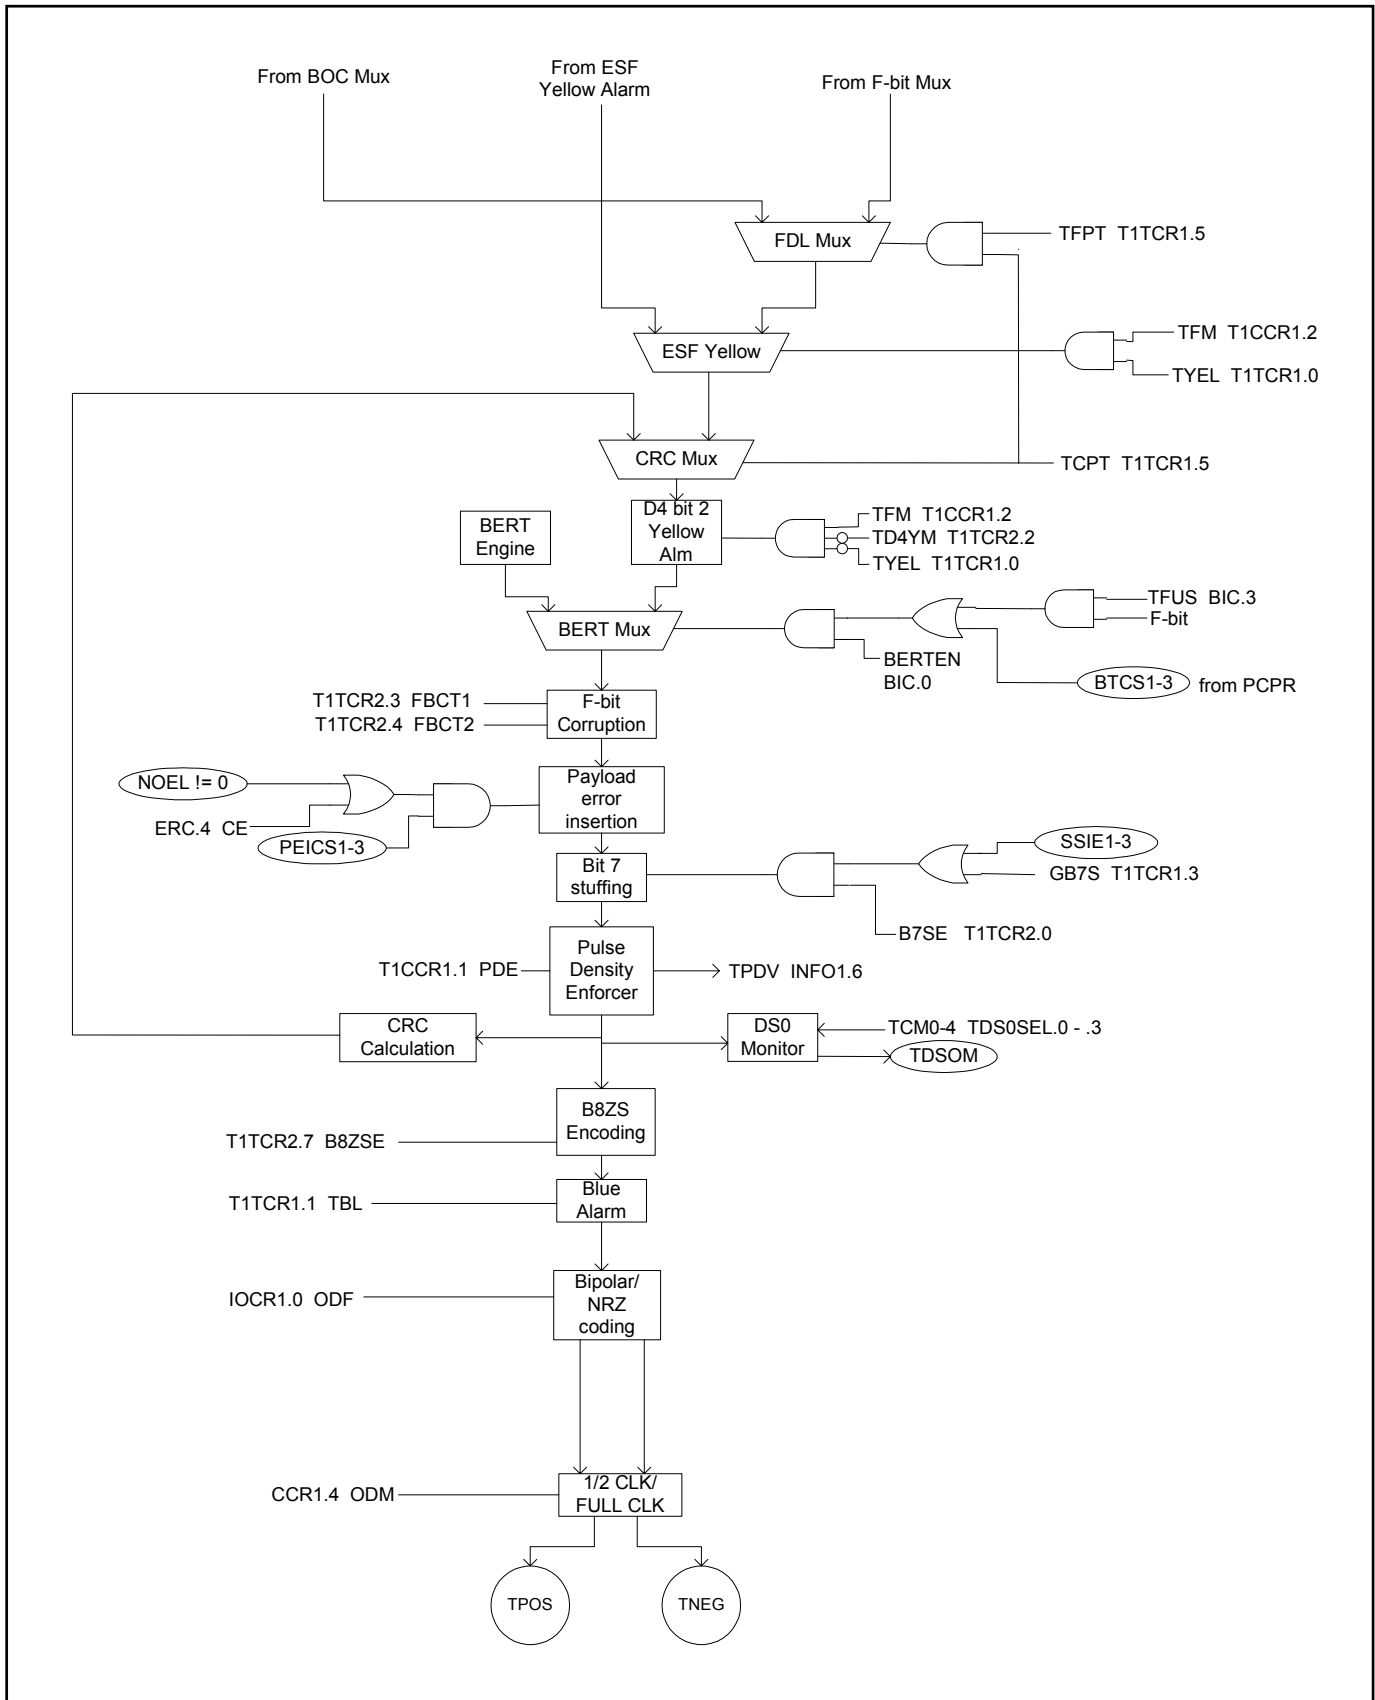 From BOC Mux
From ESF
Yellow Alarm
From F-bit Mux
FDL Mux
TFPT T1TCR1.5
ESF Yellow
TFM T1CCR1.2
TYEL T1TCR1.0
CRC Mux
TCPT T1TCR1.5
BERT
Engine
D4 bit 2
Yellow
Alm
TFM T1CCR1.2
TD4YM T1TCR2.2
TYEL T1TCR1.0
BERT Mux
TFUS BIC.3
F-bit
BERTEN
BIC.0
BTCS1-3
from PCPR
T1TCR2.3 FBCT1
T1TCR2.4 FBCT2
F-bit
Corruption
NOEL != 0
ERC.4 CE
PEICS1-3
Payload
error
insertion
Bit 7
stuffing
SSIE1-3
GB7S T1TCR1.3
B7SE T1TCR2.0
T1CCR1.1 PDE
Pulse
Density
Enforcer
TPDV INFO1.6
CRC
Calculation
DS0
Monitor
TCM0-4 TDS0SEL.0 - .3
TDSOM
T1TCR2.7 B8ZSE
B8ZS
Encoding
T1TCR1.1 TBL
Blue
Alarm
IOCR1.0 ODF
Bipolar/
NRZ
coding
CCR1.4 ODM
1/2 CLK/
FULL CLK
TPOS
TNEG